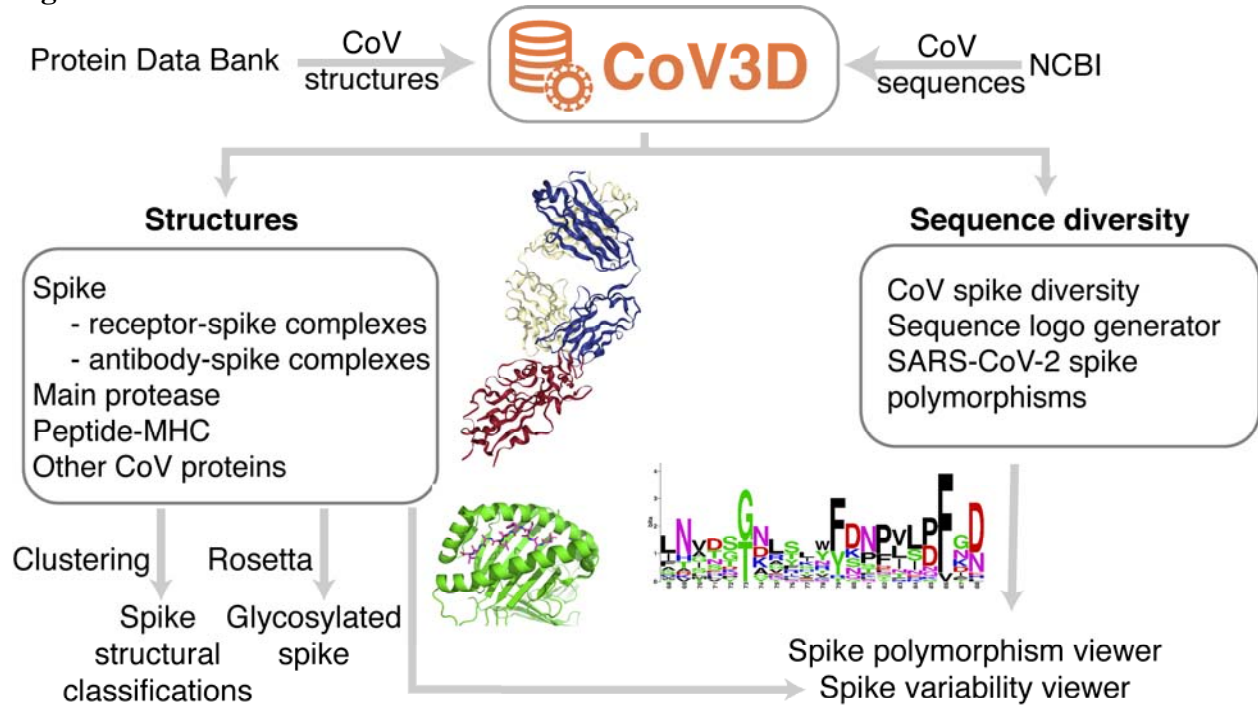 Protein Data Bank
CoV
structures
CoV3D
CoV
sequences
NCBI
Structures
Spike
- receptor-spike complexes
- antibody-spike complexes
Main protease
Peptide-MHC
Other CoV proteins
Sequence diversity
CoV spike diversity
Sequence logo generator
SARS-CoV-2 spike
polymorphisms
Clustering
Rosetta
Spike
structural
classifications
Glycosylated
spike
bits
Spike polymorphism viewer
Spike variability viewer